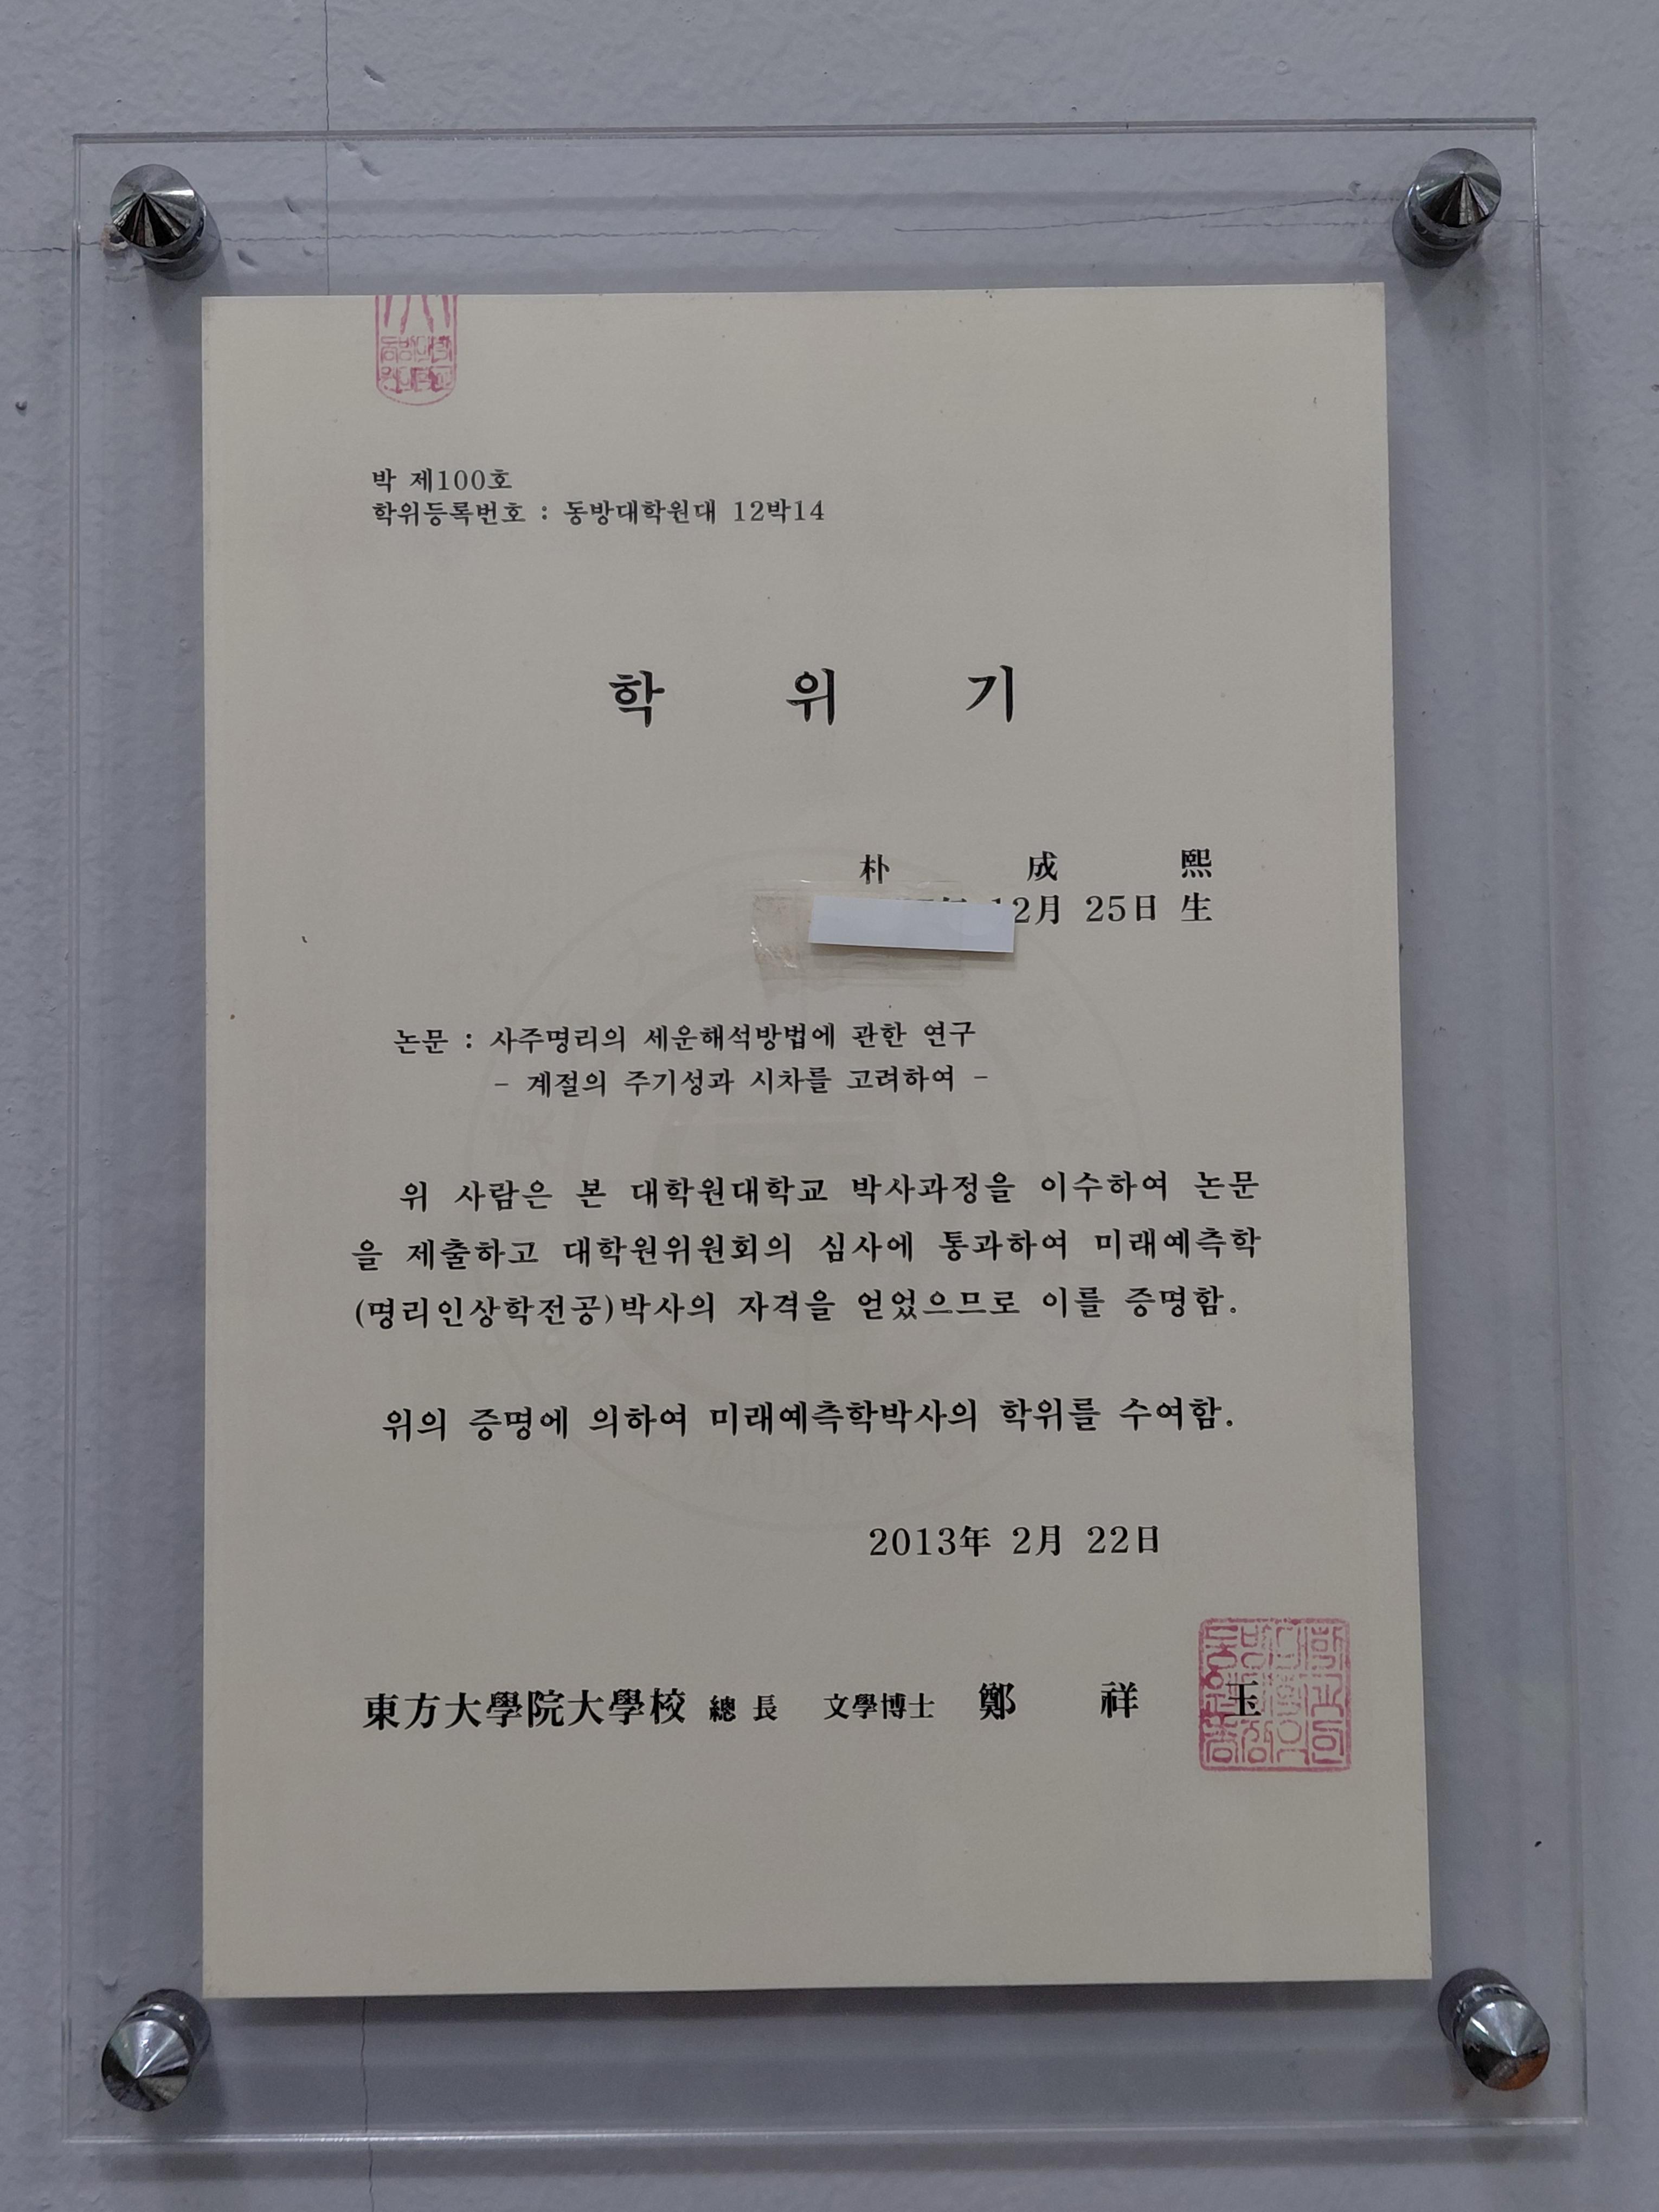 박 제100호
학위등록번호 : 동방대학원대 12박14
학 위 기
朴 成 熙
年 12月 25日 生
논문 : 사주명리의 세운해석방법에 관한 연구
- 계절의 주기성과 시차를 고려하여 -
위 사람은 본 대학원대학교 박사과정을 이수하여 논문
을 제출하고 대학원위원회의 심사에 통과하여 미래예측학
(명리인상학전공)박사의 자격을 얻었으므로 이를 증명함.
위의 증명에 의하여 미래예측학박사의 학위를 수여함.
2013年 2月 22日
東方大學院大學校 總 長 文學博士 鄭 祥 玉